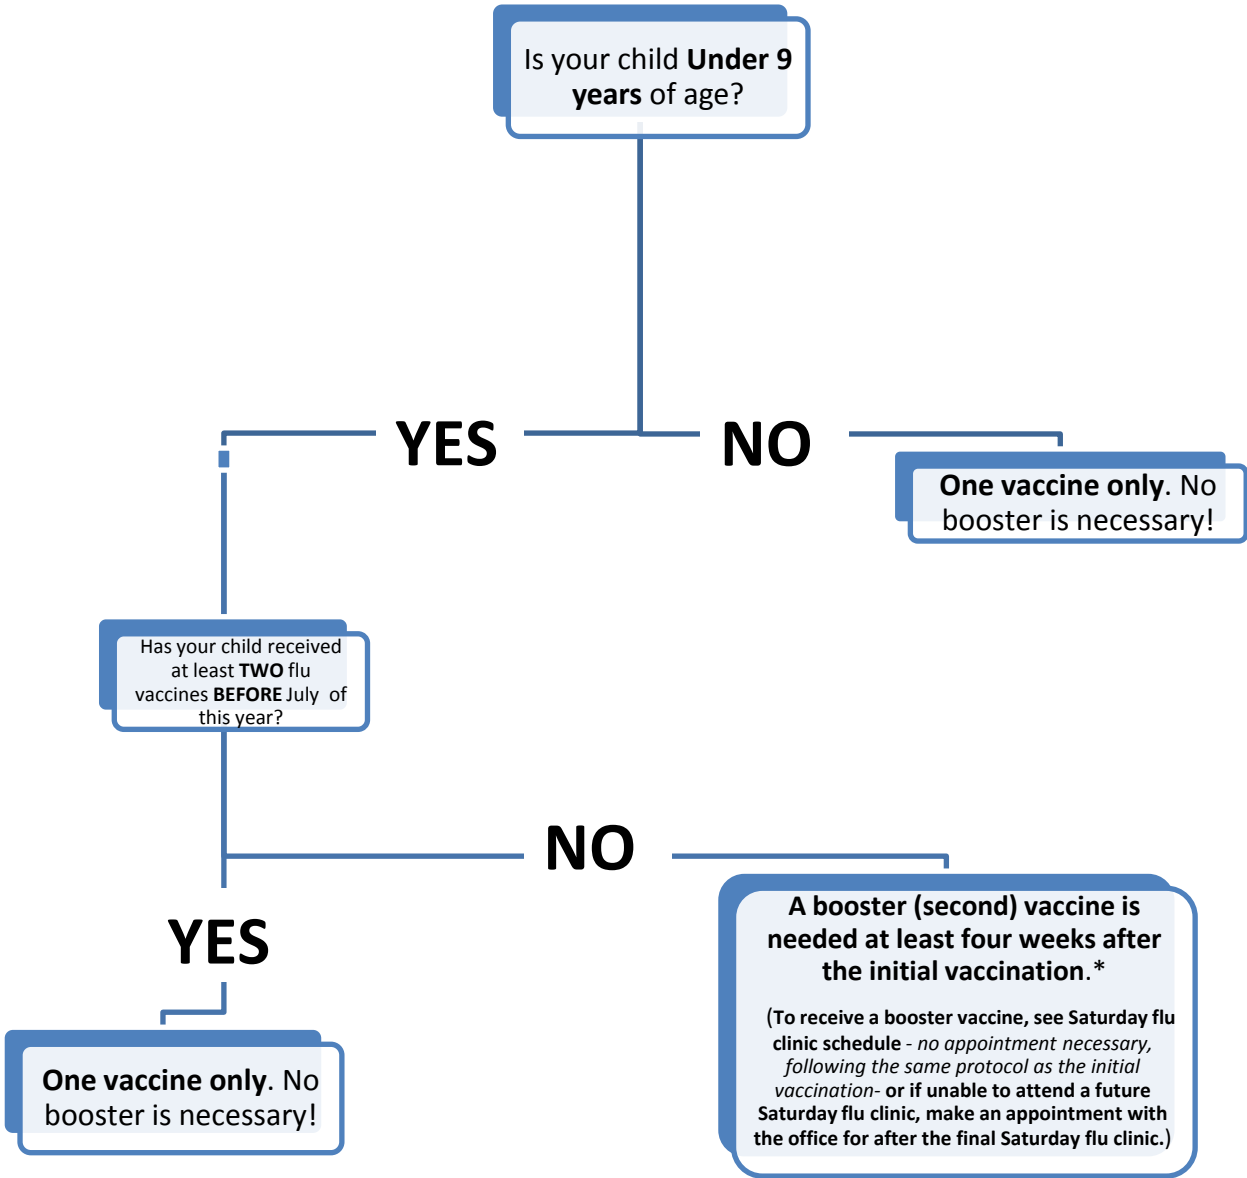 Is your child Under 9
years of age?
YES
NO
One vaccine only. No
booster is necessary!
Has your child received
at least TWO flu
vaccines BEFORE July of
this year?
NO
YES
A booster (second) vaccine is
needed at least four weeks after
the initial vaccination.*
(To receive a booster vaccine, see Saturday flu
clinic schedule - no appointment necessary,
following the same protocol as the initial
vaccination- or if unable to attend a future
Saturday flu clinic, make an appointment with
the office for after the final Saturday flu clinic.)
One vaccine only. No
booster is necessary!